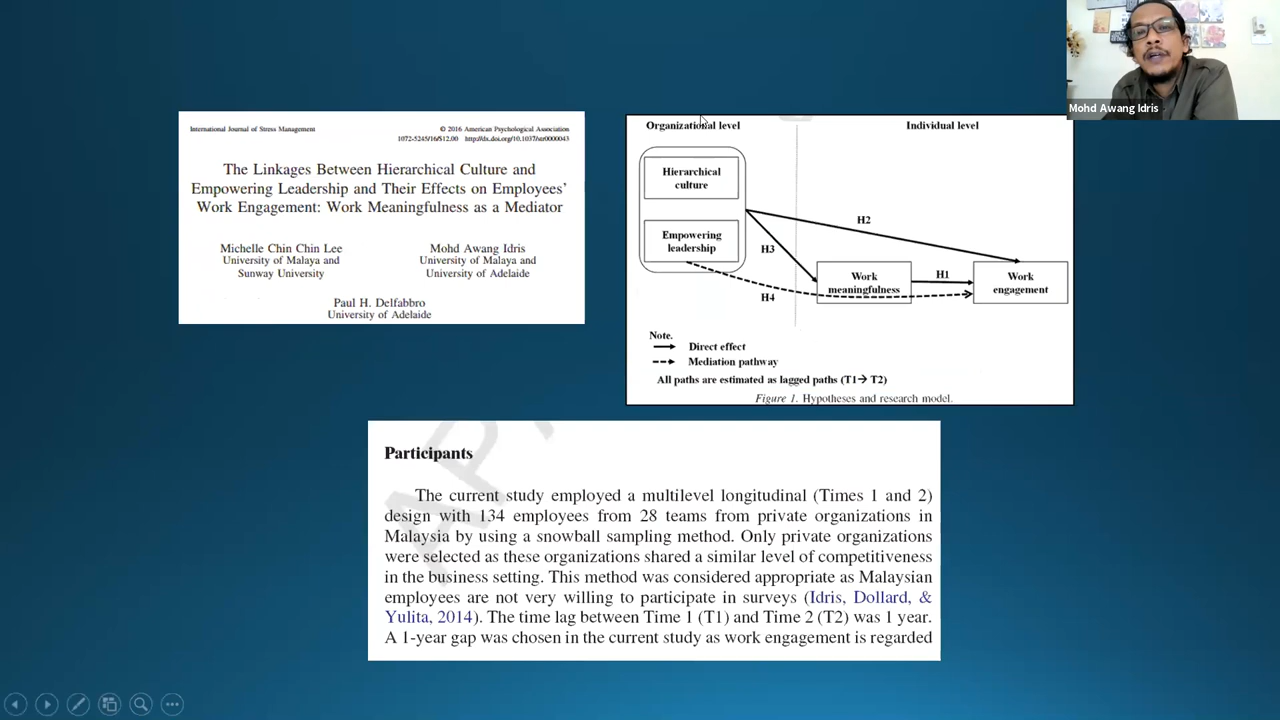 Mohd Awang Idris
International Journal of Stress Management
© 2016 American Psychological Association
1072-5245/16/$12.00 http://dx.doi.org/10.1037/str0000043
The Linkages Between Hierarchical Culture and
Empowering Leadership and Their Effects on Employees’
Work Engagement: Work Meaningfulness as a Mediator
Michelle Chin Chin Lee
University of Malaya and
Sunway University
Mohd Awang Idris
University of Malaya and
University of Adelaide
Paul H. Delfabbro
University of Adelaide
Organizational level
Individual level
Hierarchical
culture
Empowering
leadership
H2
H3
Work
meaningfulness
H1
Work
engagement
H4
Note.
Direct effect
Mediation pathway
All paths are estimated as lagged paths (T1→ T2)
Figure 1. Hypotheses and research model.
Participants
The current study employed a multilevel longitudinal (Times 1 and 2)
design with 134 employees from 28 teams from private organizations in
Malaysia by using a snowball sampling method. Only private organizations
were selected as these organizations shared a similar level of competitiveness
in the business setting. This method was considered appropriate as Malaysian
employees are not very willing to participate in surveys (Idris, Dollard, &
Yulita, 2014). The time lag between Time 1 (T1) and Time 2 (T2) was 1 year.
A 1-year gap was chosen in the current study as work engagement is regarded